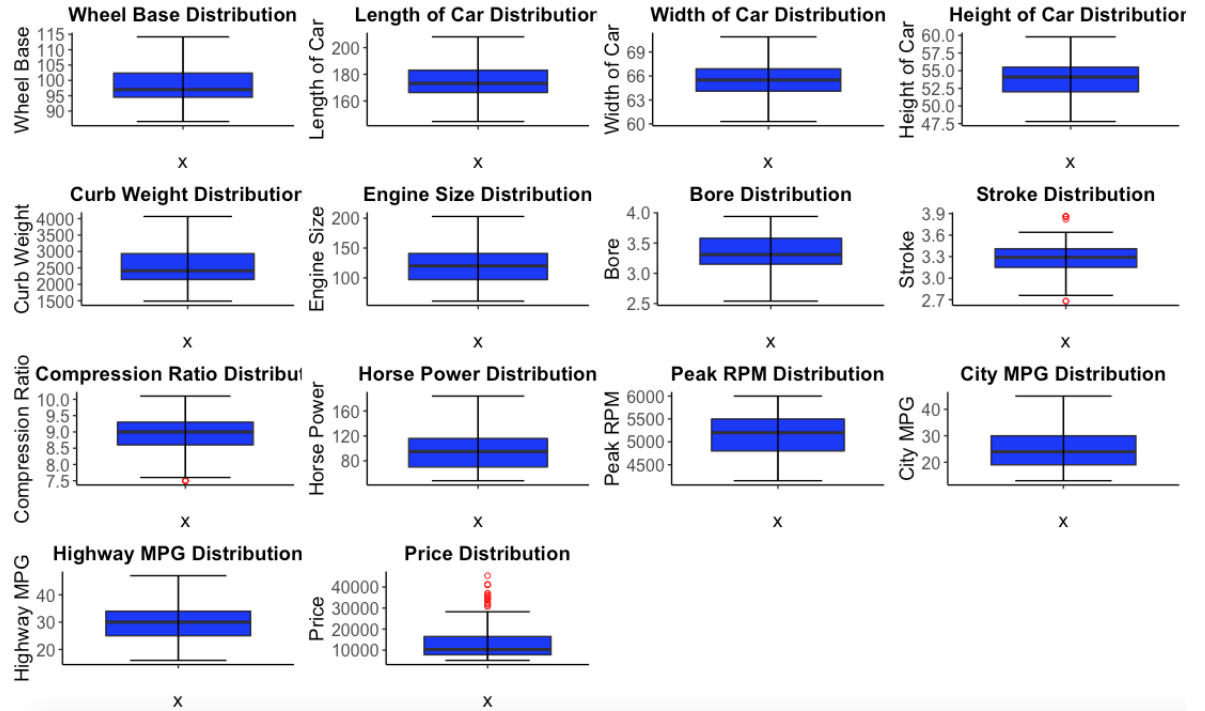 Wheel Base Distribution
Wheel Base
115
110
105
100
95
90
x
Length of Car Distribution
Length of Car
200
180
160
x
Width of Car Distribution
Width of Car
69
66
63
60
x
Height of Car Distribution
Height of Car
60.0
57.5
55.0
52.5
50.0
47.5
x
Curb Weight Distribution
Curb Weight
4000
3500
3000
2500
2000
1500
x
Engine Size Distribution
Engine Size
200
150
100
x
Bore Distribution
Bore
4.0
3.5
3.0
2.5
x
Stroke Distribution
Stroke
3.9
3.6
3.3
3.0
2.7
x
Compression Ratio Distribut
Compression Ratio
10.0
9.5
9.0
8.5
8.0
7.5
x
Horse Power Distribution
Horse Power
160
120
80
x
Peak RPM Distribution
Peak RPM
6000
5500
5000
4500
x
City MPG Distribution
City MPG
40
30
20
x
Highway MPG Distribution
Highway MPG
40
30
20
x
Price Distribution
Price
40000
30000
20000
10000
x